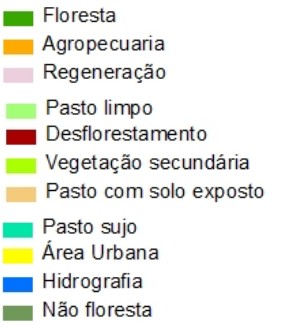 Floresta
Agropecuaria
Regeneração
Pasto limpo
Desflorestamento
Vegetação secundária
Pasto com solo exposto
Pasto sujo
Área Urbana
Hidrografia
Não floresta